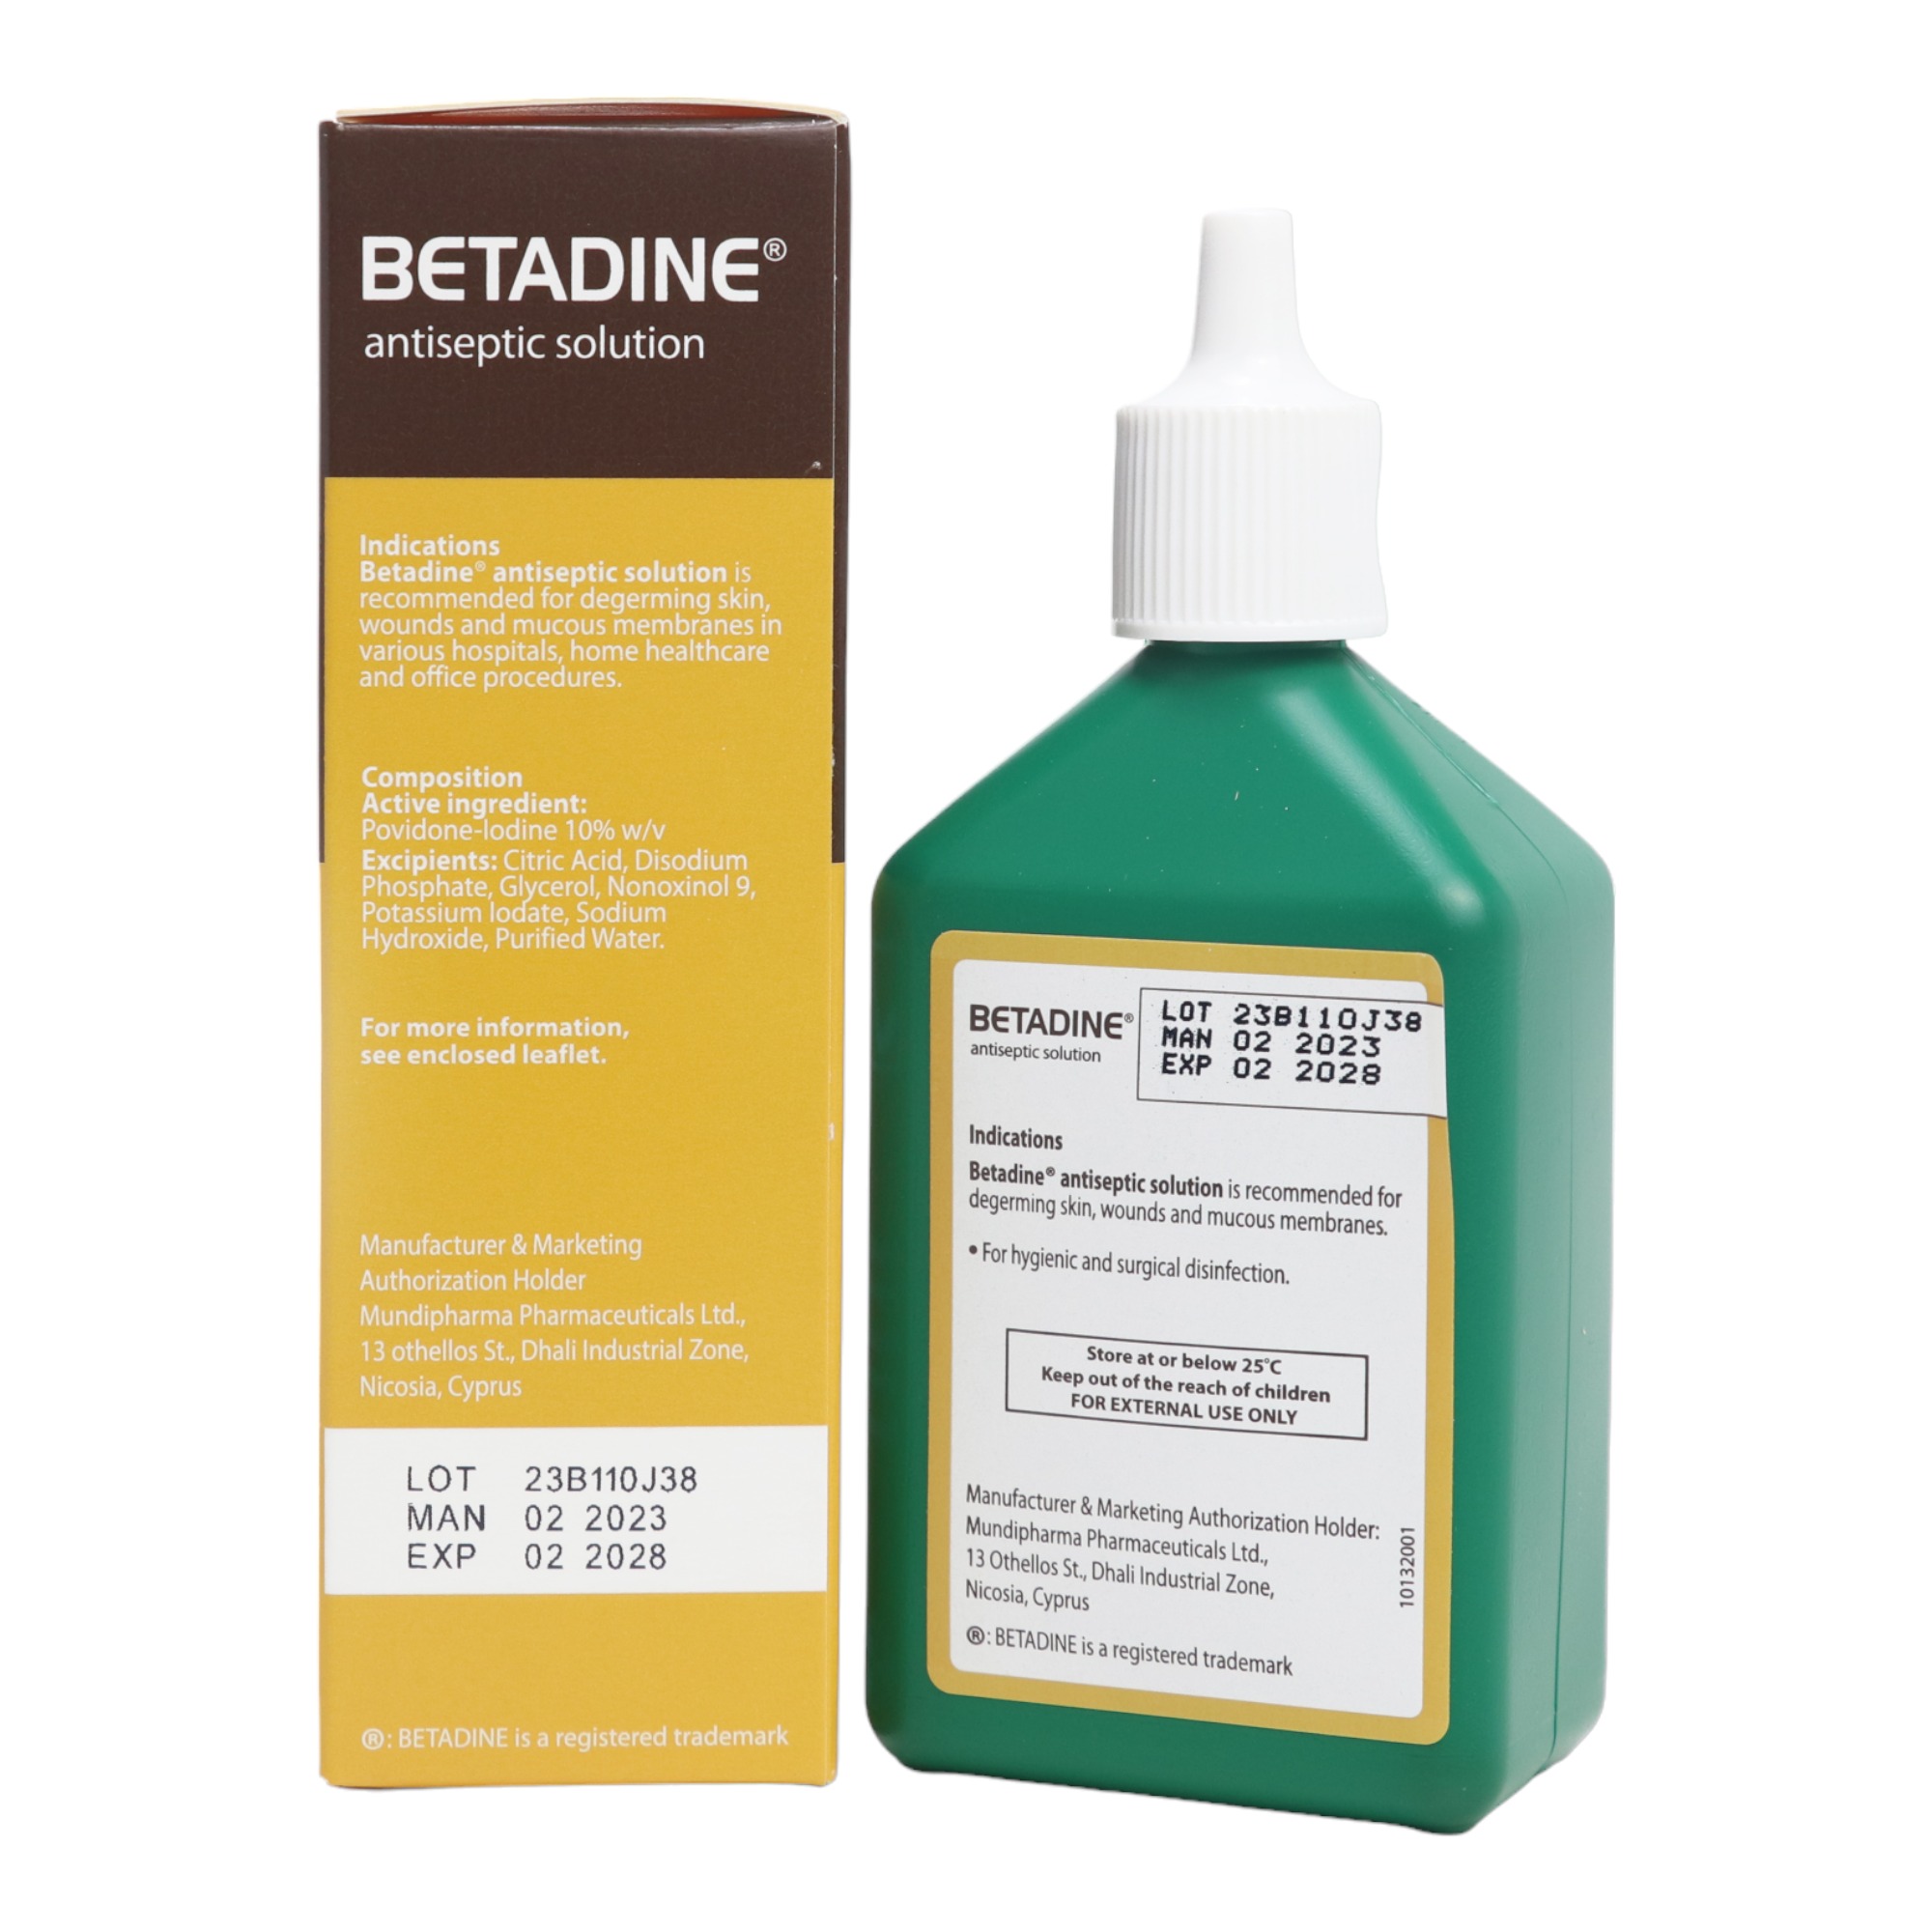 BETADINE®
antiseptic solution
Indications
Betadine® antiseptic solution is
recommended for degerming skin,
wounds and mucous membranes in
various hospitals, home healthcare
and office procedures.
Composition
Active ingredient:
Povidone-Iodine 10% w/v
Excipients: Citric Acid, Disodium
Phosphate, Glycerol, Nonoxinol 9,
Potassium Iodate, Sodium
Hydroxide, Purified Water.
For more information,
see enclosed leaflet.
Manufacturer & Marketing
Authorization Holder
Mundipharma Pharmaceuticals Ltd.,
13 othellos St., Dhali Industrial Zone,
Nicosia, Cyprus
LOT 23B110J38
MAN 02 2023
EXP 02 2028
®: BETADINE is a registered trademark
BETADINE®
antiseptic solution
LOT 23B110J38
MAN 02 2023
EXP 02 2028
Indications
Betadine® antiseptic solution is recommended for
degerming skin, wounds and mucous membranes.
• For hygienic and surgical disinfection.
Store at or below 25°C
Keep out of the reach of children
FOR EXTERNAL USE ONLY
Manufacturer & Marketing Authorization Holder:
Mundipharma Pharmaceuticals Ltd.,
13 Othellos St., Dhali Industrial Zone,
Nicosia, Cyprus
®: BETADINE is a registered trademark
10132001